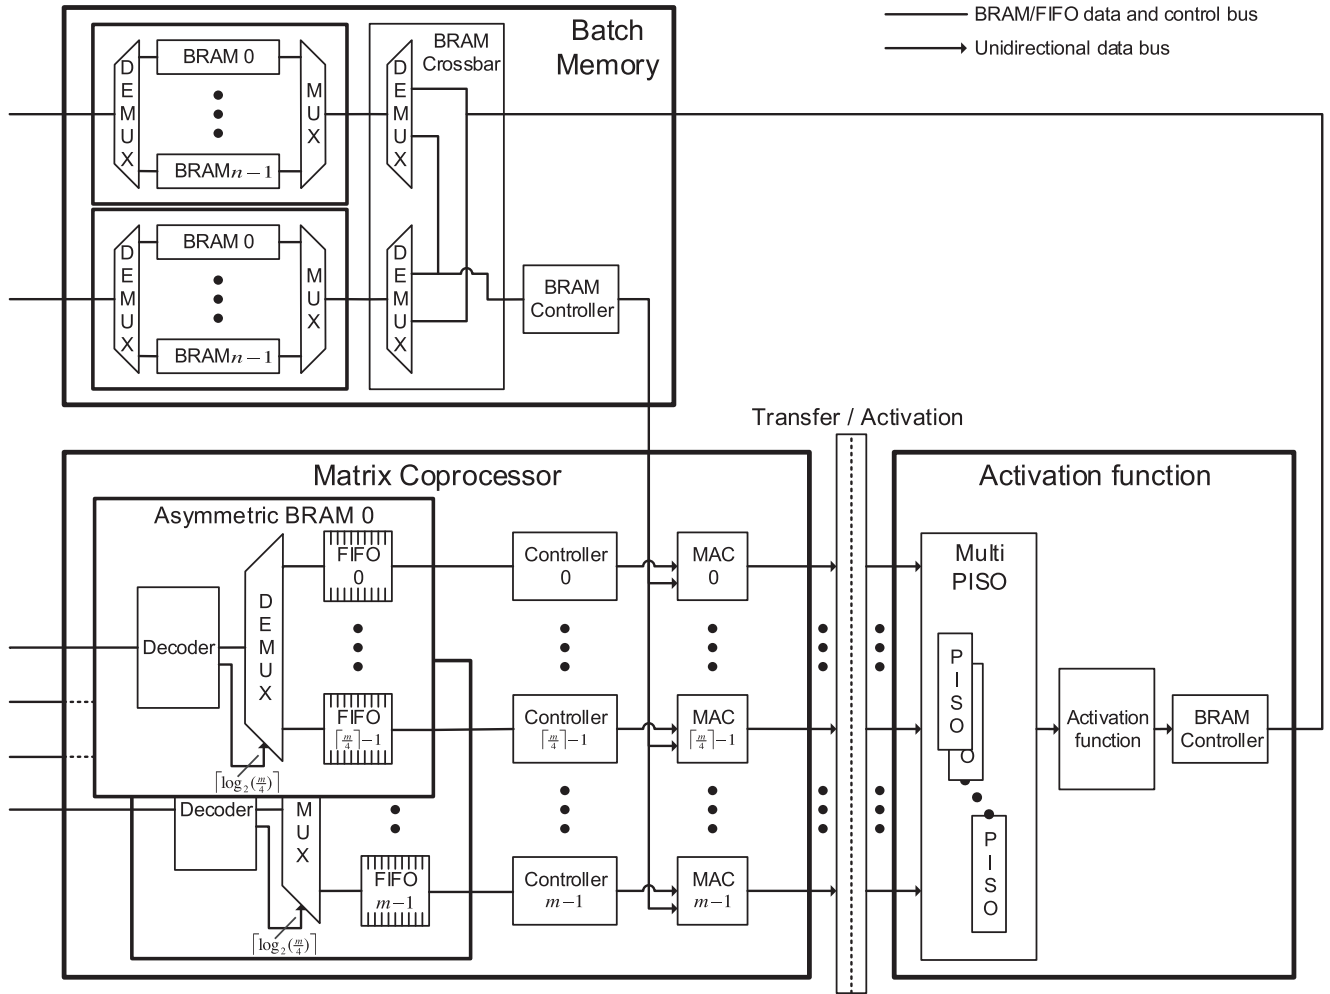 BRAM/FIFO data and control bus
Unidirectional data bus
Batch
Memory
BRAM
Crossbar
DEMUX
BRAM 0
BRAM n−1
MUX
DEMUX
DEMUX
BRAM 0
BRAM n−1
MUX
DEMUX
BRAM
Controller
Transfer / Activation
Matrix Coprocessor
Asymmetric BRAM 0
Decoder
DEMUX
⌈log₂(m/4)⌉
FIFO
0
FIFO
⌈m/4⌉−1
Decoder
MUX
⌈log₂(m/4)⌉
FIFO
m−1
Controller
0
Controller
⌈m/4⌉−1
Controller
m−1
MAC
0
MAC
⌈m/4⌉−1
MAC
m−1
Activation function
Multi
PISO
PISO
O
PISO
Activation
function
BRAM
Controller